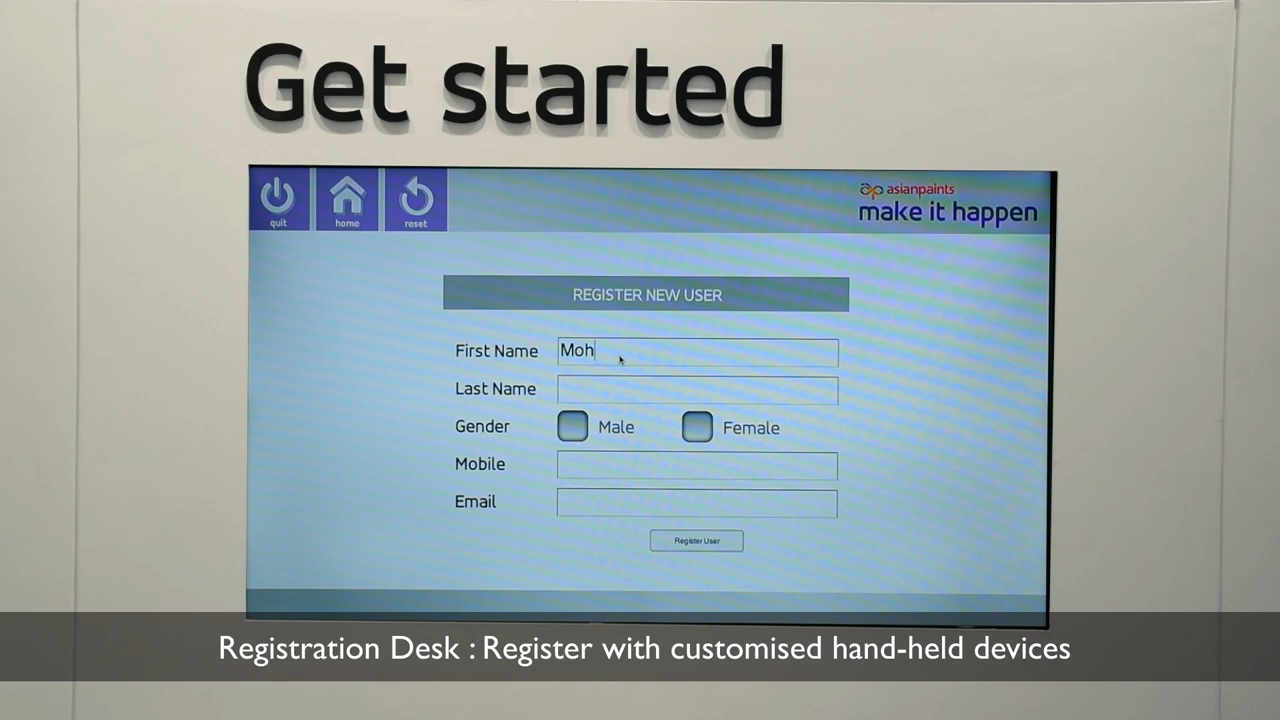 Get started
quit
home
reset
ap asianpaints
make it happen
REGISTER NEW USER
First Name Moh
Last Name
Gender Male Female
Mobile
Email
Register User
Registration Desk : Register with customised hand-held devices